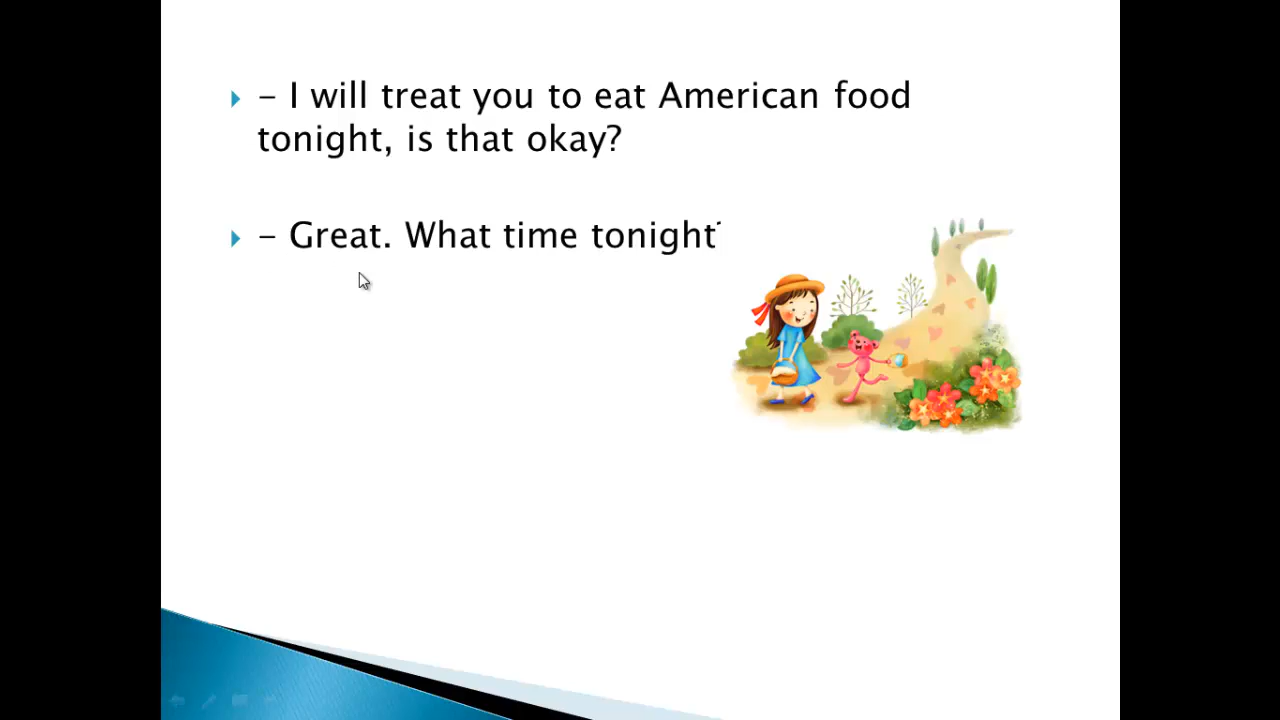 - I will treat you to eat American food
tonight, is that okay?
- Great. What time tonight?